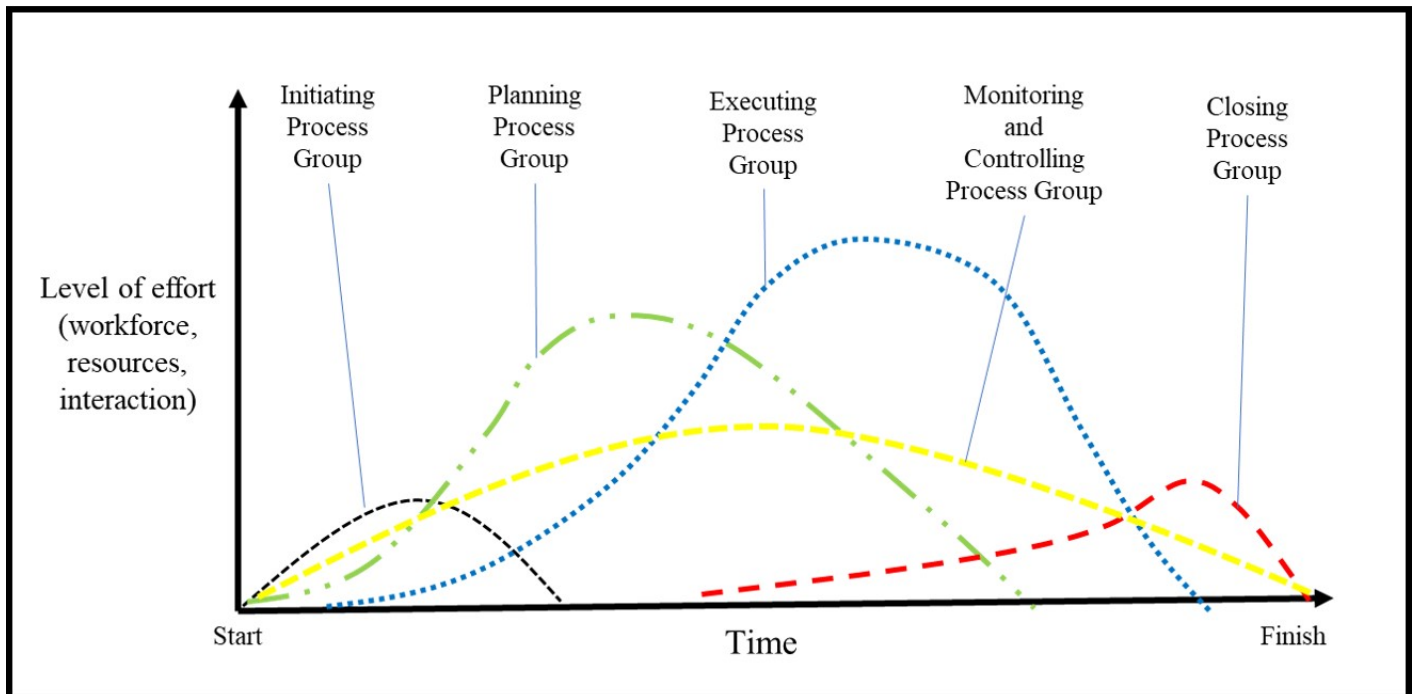 Initiating
Process
Group
Planning
Process
Group
Executing
Process
Group
Monitoring
and
Controlling
Process Group
Closing
Process
Group
Level of effort
(workforce,
resources,
interaction)
Start
Time
Finish